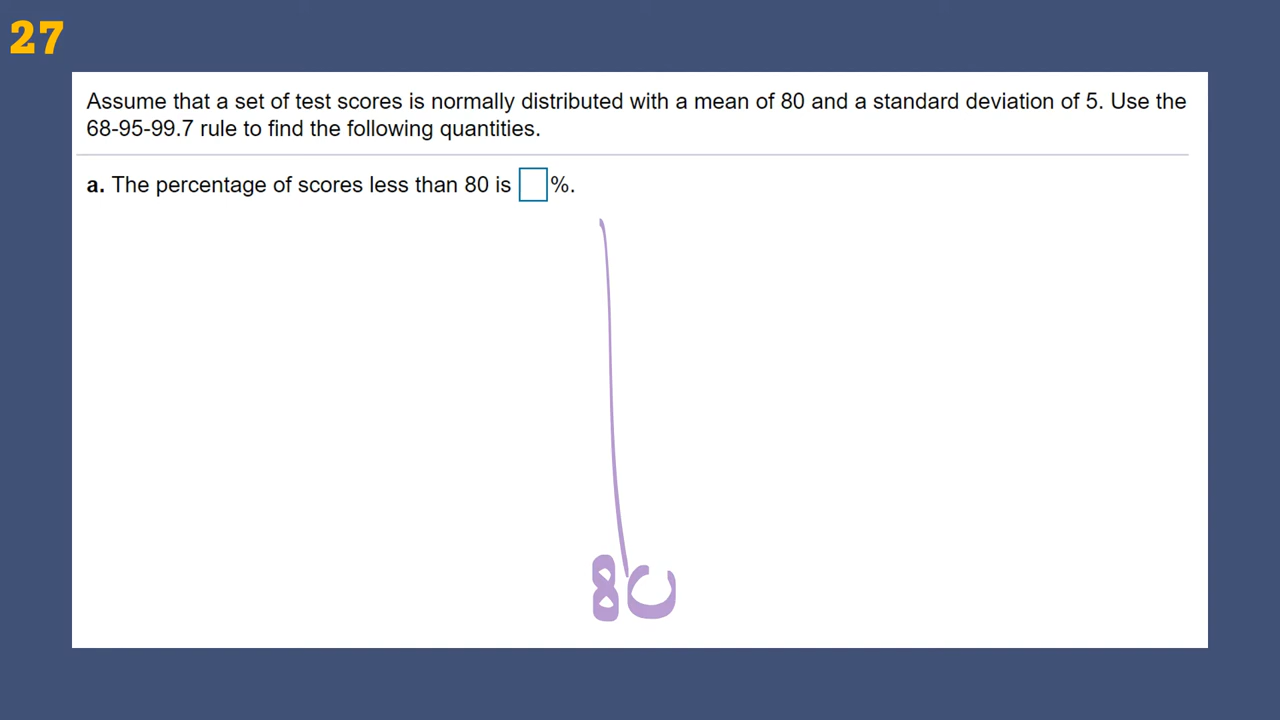 27
Assume that a set of test scores is normally distributed with a mean of 80 and a standard deviation of 5. Use the
68-95-99.7 rule to find the following quantities.
a. The percentage of scores less than 80 is %.
80